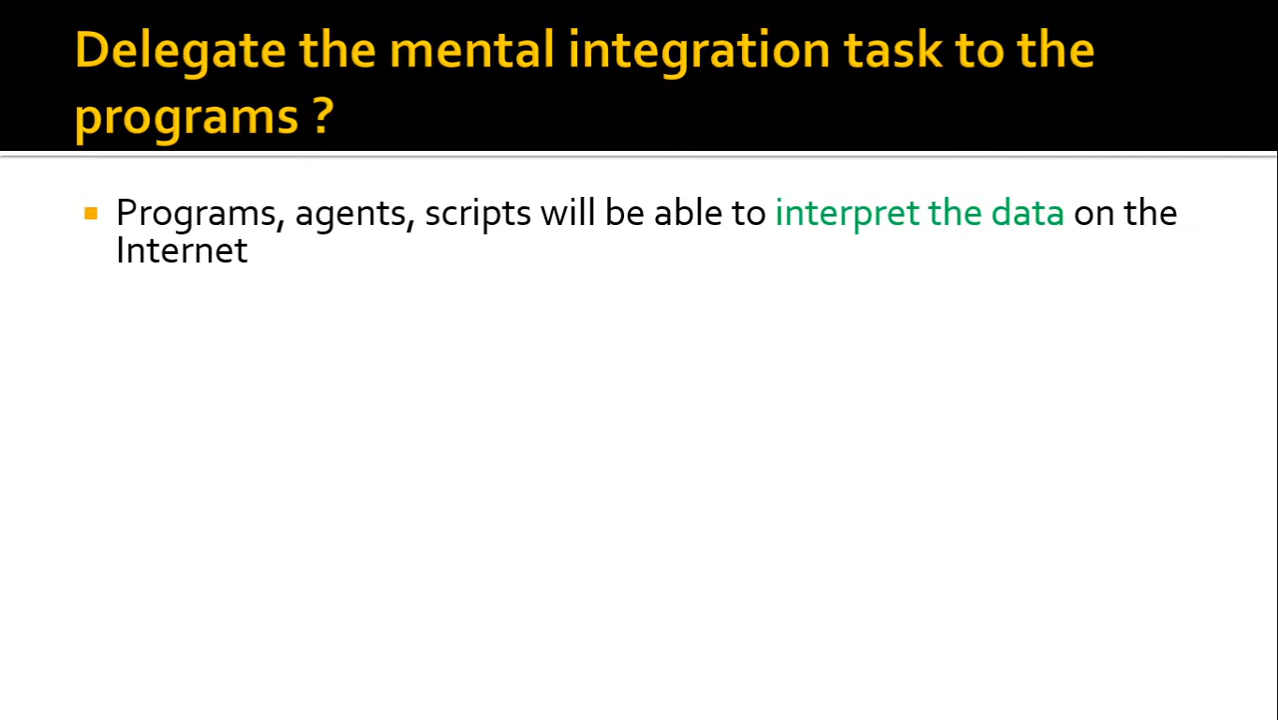 Delegate the mental integration task to the
programs ?
Programs, agents, scripts will be able to interpret the data on the
Internet